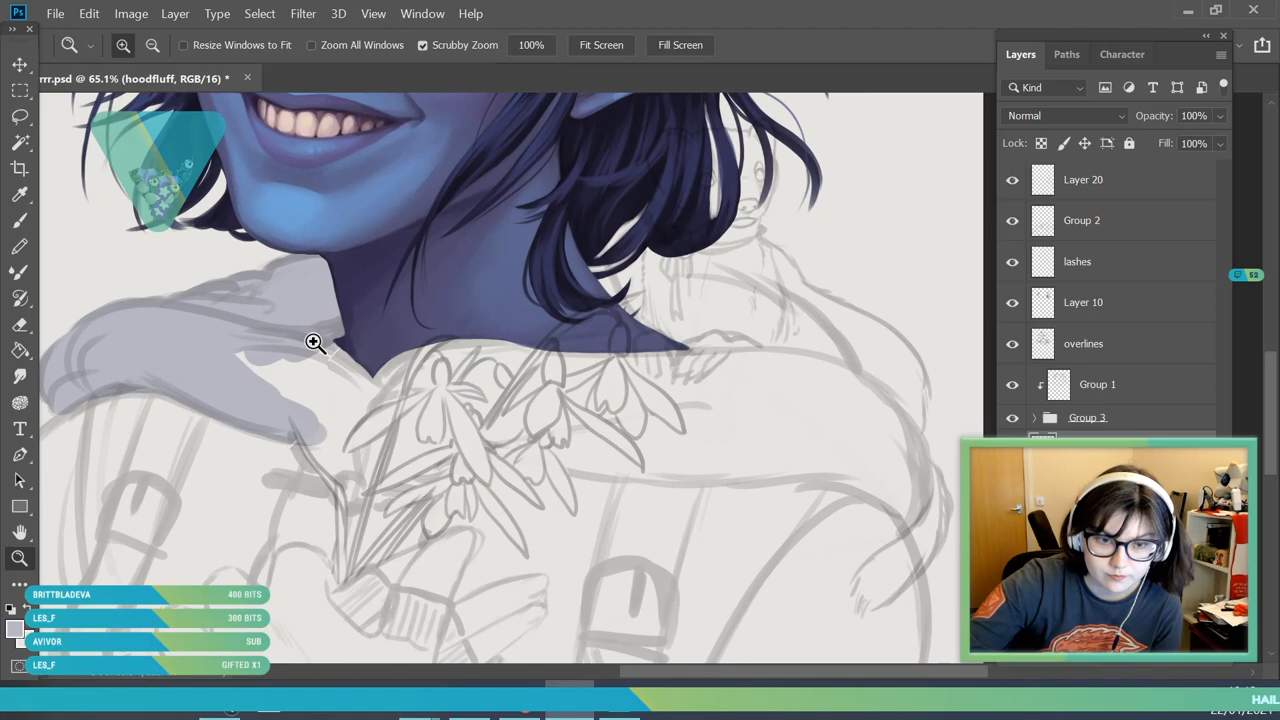 Ps File Edit Image Layer Type Select Filter 3D View Window Help
Resize Windows to Fit Zoom All Windows Scrubby Zoom 100% Fit Screen Fill Screen
rrr.psd @ 65.1% (hoodfluff, RGB/16) *
Layers Paths Character
Kind
Normal Opacity: 100%
Lock: Fill: 100%
Layer 20
Group 2
lashes
Layer 10
overlines
Group 1
Group 3
52
BRITTBLADEVA 400 BITS
LES_F 300 BITS
AVIVOR SUB
LES_F GIFTED X1
HAIL